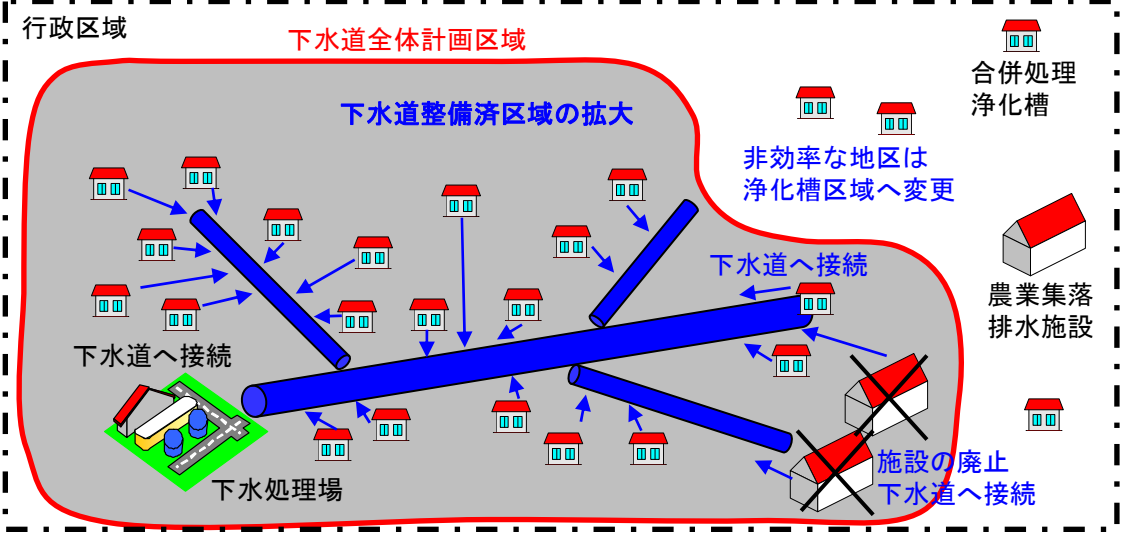 行政区域
下水道全体計画区域
合併処理
浄化槽
下水道整備済区域の拡大
非効率な地区は
浄化槽区域へ変更
下水道へ接続
農業集落
排水施設
下水道へ接続
施設の廃止
下水道へ接続
下水処理場